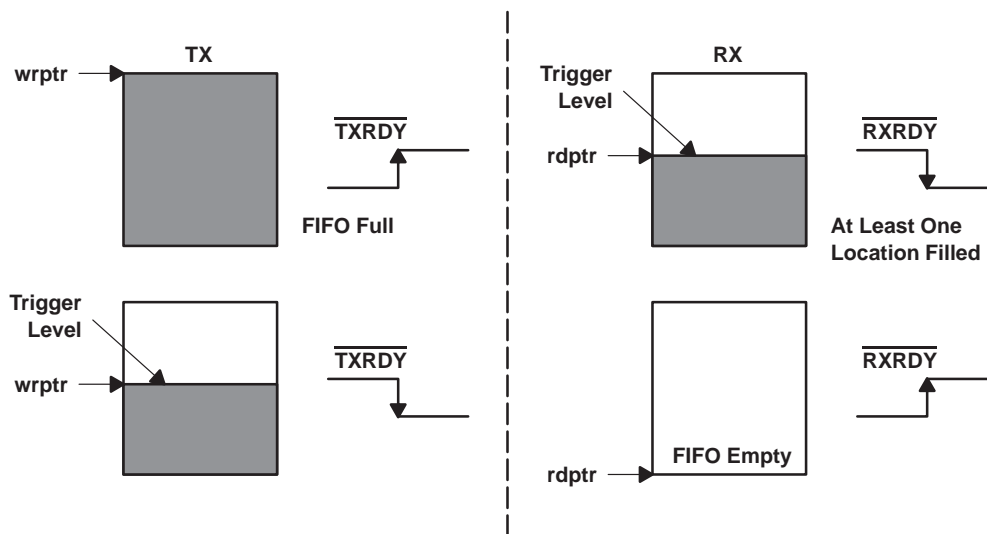 TX
wrptr
TXRDY
FIFO Full
Trigger
Level
wrptr
TXRDY
RX
Trigger
Level
rdptr
RXRDY
At Least One
Location Filled
RXRDY
FIFO Empty
rdptr